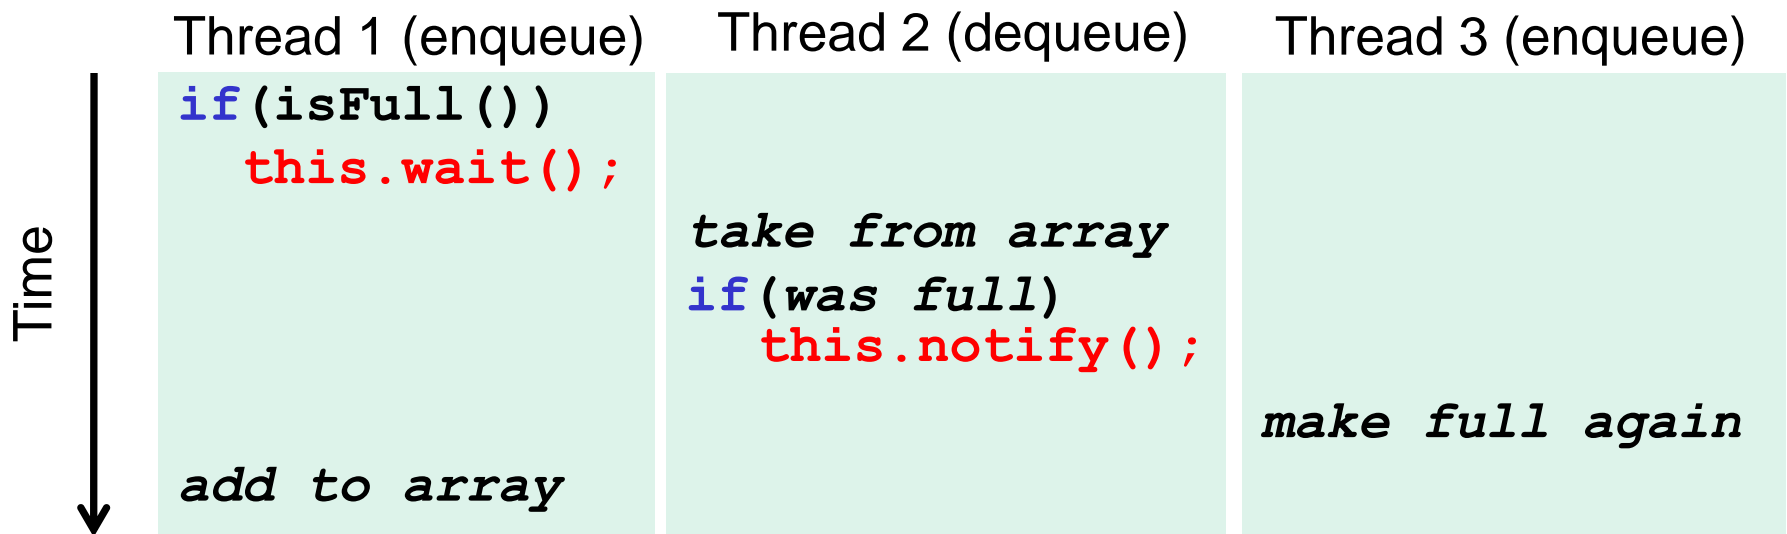 Thread 1 (enqueue)
Thread 2 (dequeue)
Thread 3 (enqueue)
Time
if(isFull())
this.wait();
take from array
if(was full)
this.notify();
make full again
add to array